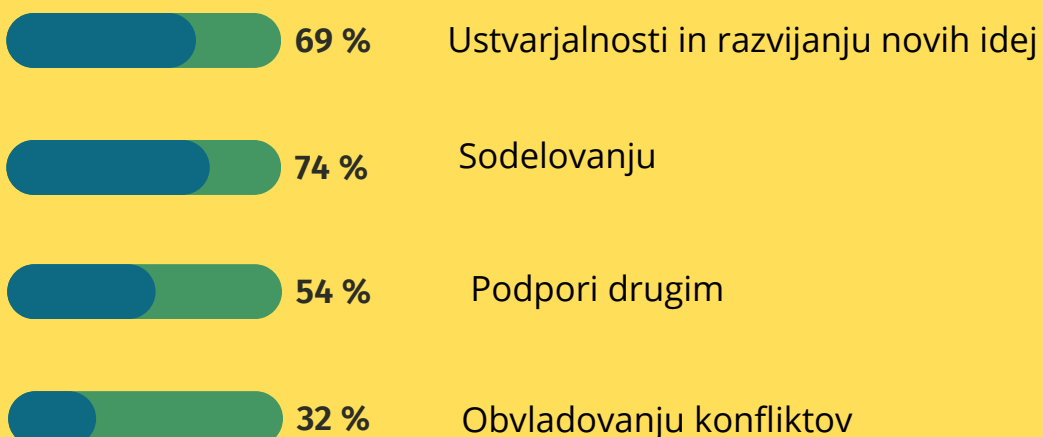 69 % Ustvarjalnosti in razvijanju novih idej
74 % Sodelovanju
54 % Podpori drugim
32 % Obvladovanju konfliktov